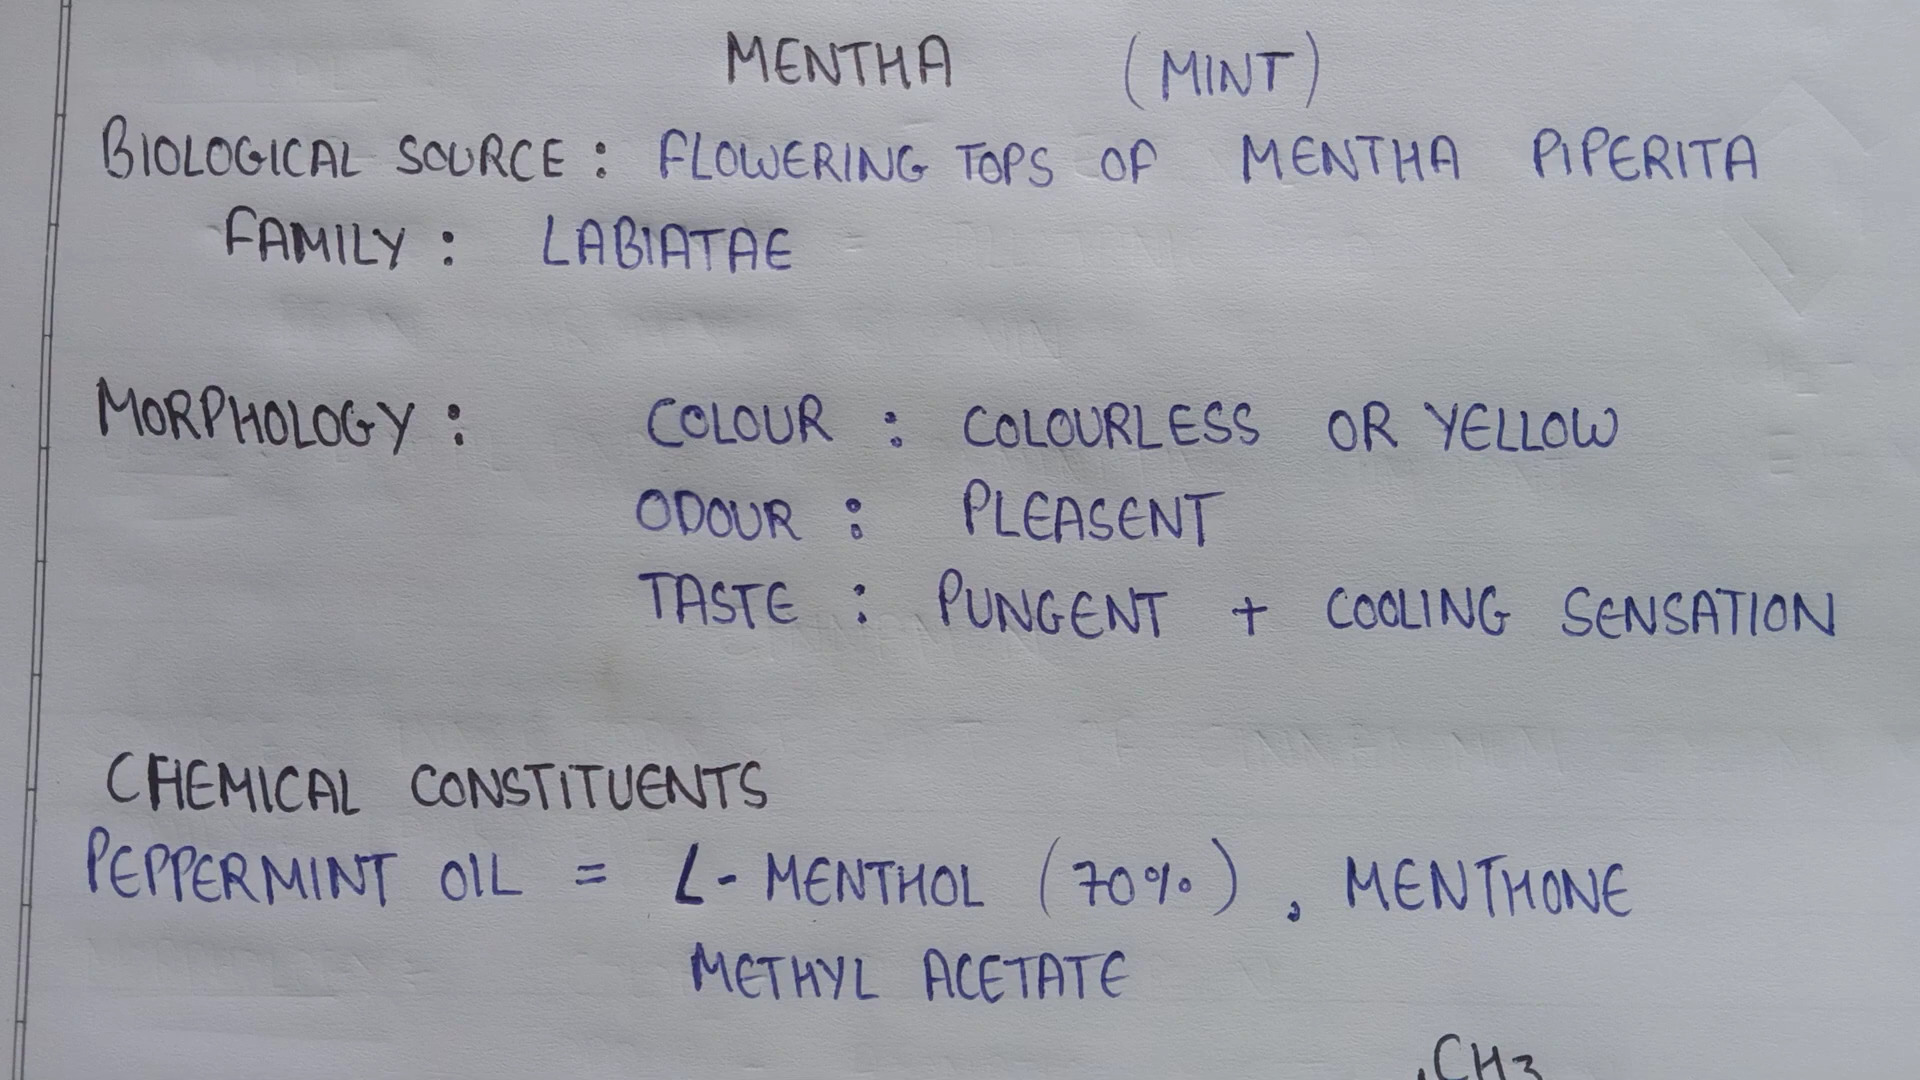 MENTHA (MINT)
BIOLOGICAL SOURCE : FLOWERING TOPS OF MENTHA PIPERITA
FAMILY : LABIATAE
MORPHOLOGY : COLOUR : COLOURLESS OR YELLOW
ODOUR : PLEASENT
TASTE : PUNGENT + COOLING SENSATION
CHEMICAL CONSTITUENTS
PEPPERMINT OIL = L- MENTHOL (70%), MENTHONE
METHYL ACETATE
CH3